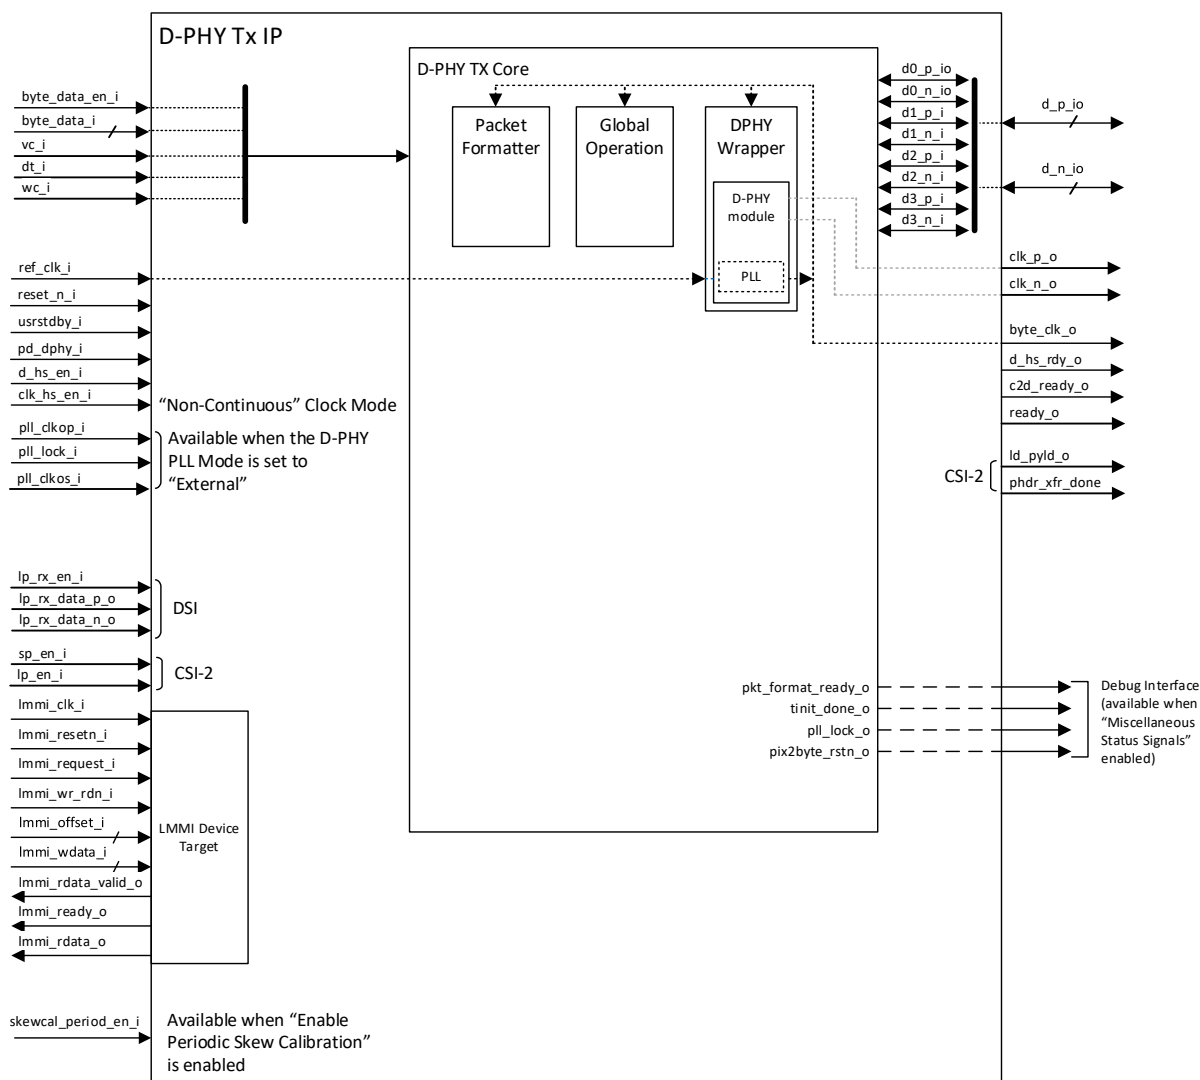 D-PHY Tx IP
D-PHY TX Core
byte_data_en_i
byte_data_i
vc_i
dt_i
wc_i
Packet
Formatter
Global
Operation
DPHY
Wrapper
D-PHY
module
PLL
d0_p_io
d0_n_io
d1_p_i
d1_n_i
d2_p_i
d2_n_i
d3_p_i
d3_n_i
d_p_io
d_n_io
ref_clk_i
reset_n_i
usrstdby_i
pd_dphy_i
d_hs_en_i
clk_hs_en_i
"Non-Continuous" Clock Mode
pll_clkop_i
pll_lock_i
pll_clkos_i
Available when the D-PHY
PLL Mode is set to
"External"
clk_p_o
clk_n_o
byte_clk_o
d_hs_rdy_o
c2d_ready_o
ready_o
ld_pyld_o
phdr_xfr_done
CSI-2
lp_rx_en_i
lp_rx_data_p_o
lp_rx_data_n_o
DSI
sp_en_i
lp_en_i
CSI-2
lmmi_clk_i
lmmi_resetn_i
lmmi_request_i
lmmi_wr_rdn_i
lmmi_offset_i
lmmi_wdata_i
lmmi_rdata_valid_o
lmmi_ready_o
lmmi_rdata_o
LMMI Device
Target
pkt_format_ready_o
tinit_done_o
pll_lock_o
pix2byte_rstn_o
Debug Interface
(available when
"Miscellaneous
Status Signals"
enabled)
skewcal_period_en_i
Available when "Enable
Periodic Skew Calibration"
is enabled